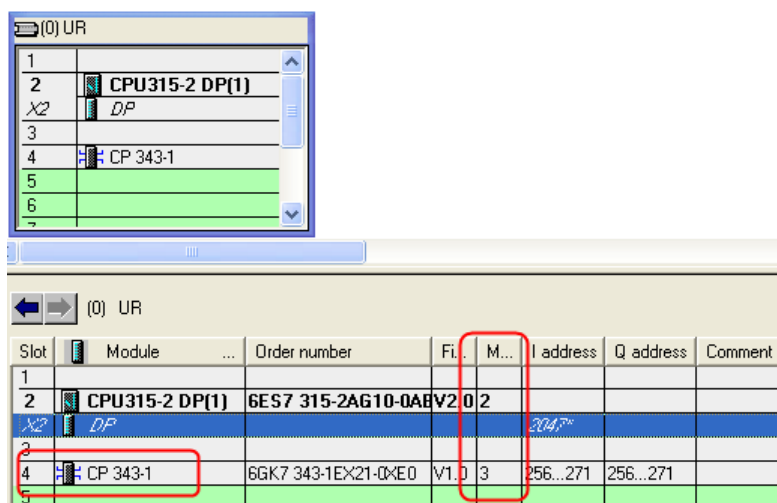 (0) UR
1
2 CPU315-2 DP(1)
X2 DP
3
4 CP 343-1
5
6
(0) UR
Slot Module ... Order number Fi... M... I address Q address Comment
1
2 CPU315-2 DP(1) 6ES7 315-2AG10-0AB V2.0 2
X2 DP 2047*
3
4 CP 343-1 6GK7 343-1EX21-0XE0 V1.0 3 256...271 256...271
5